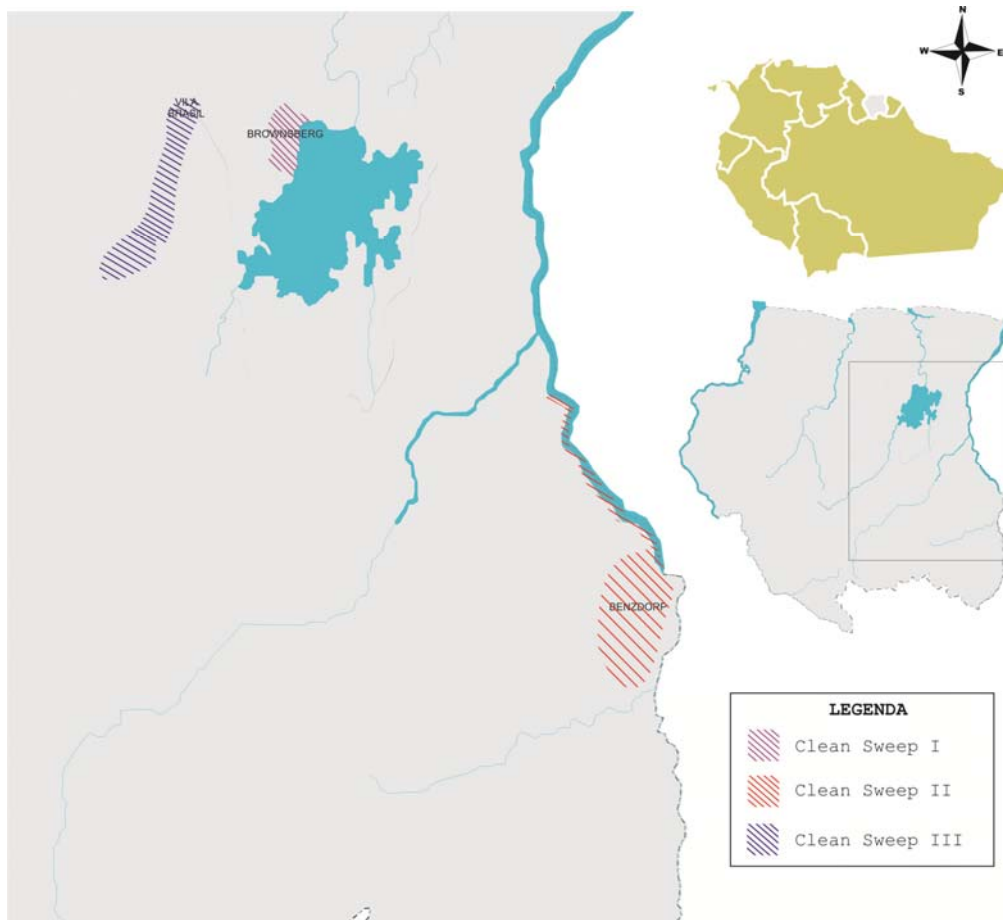 N
W E
S
VILA
BRASIL
BROWNSBERG
BENZDORP
LEGENDA
Clean Sweep I
Clean Sweep II
Clean Sweep III